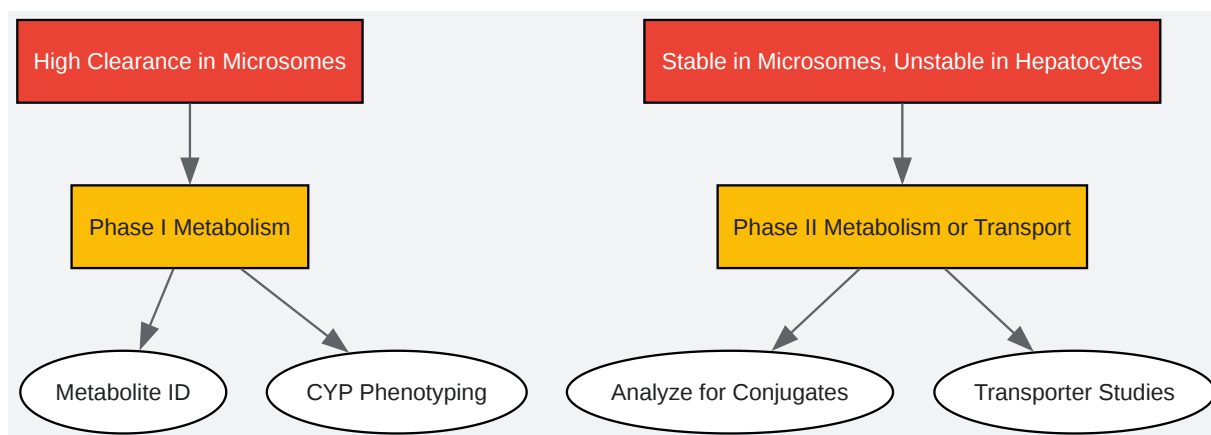 High Clearance in Microsomes
Stable in Microsomes, Unstable in Hepatocytes
Phase I Metabolism
Phase II Metabolism or Transport
Metabolite ID
CYP Phenotyping
Analyze for Conjugates
Transporter Studies